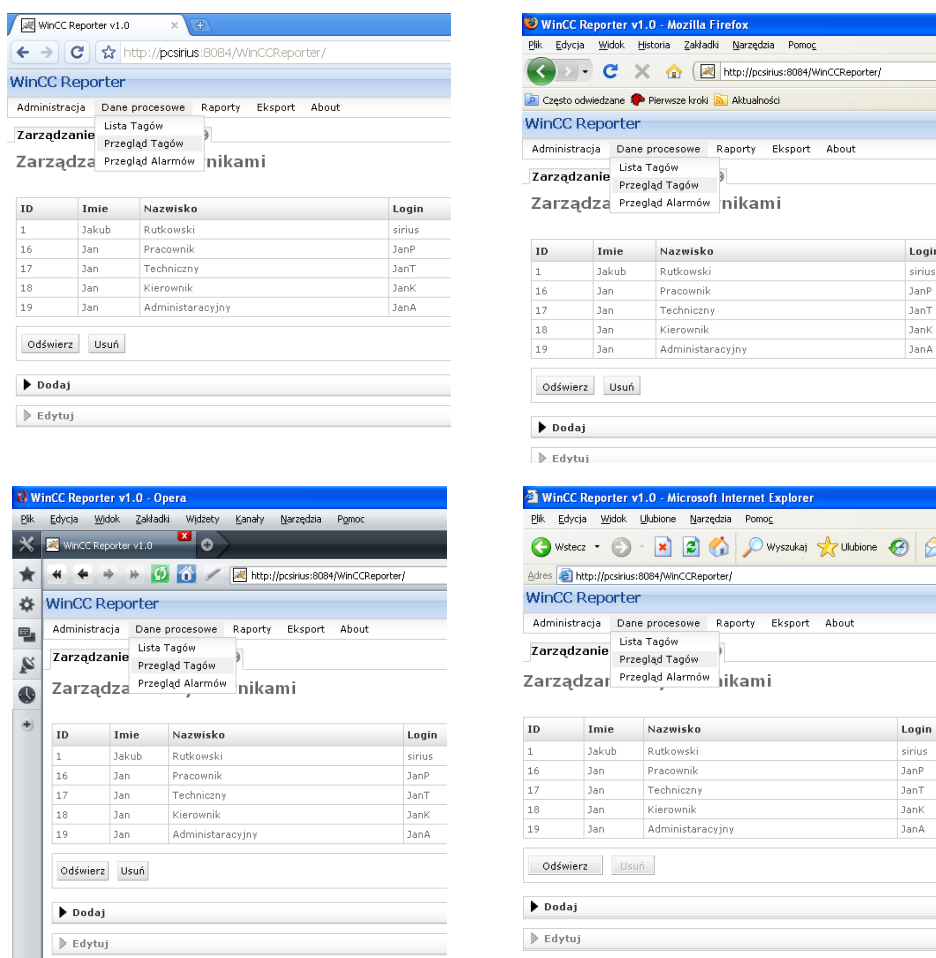 WinCC Reporter v1.0
http://pcsirius:8084/WinCCReporter/
WinCC Reporter
Administracja Dane procesowe Raporty Eksport About
Lista Tagów
Zarządzanie
Przegląd Tagów
Zarządza Przegląd Alarmów nikami
ID Imie Nazwisko Login
1 Jakub Rutkowski sirius
16 Jan Pracownik JanP
17 Jan Techniczny JanT
18 Jan Kierownik JanK
19 Jan Administaracyjny JanA
Odświerz Usuń
Dodaj
Edytuj
WinCC Reporter v1.0 - Mozilla Firefox
Plik Edycja Widok Historia Zakładki Narzędzia Pomoc
http://pcsirius:8084/WinCCReporter/
Często odwiedzane Pierwsze kroki Aktualności
WinCC Reporter
Administracja Dane procesowe Raporty Eksport About
Lista Tagów
Zarządzanie
Przegląd Tagów
Zarządza Przegląd Alarmów nikami
ID Imie Nazwisko Login
1 Jakub Rutkowski sirius
16 Jan Pracownik JanP
17 Jan Techniczny JanT
18 Jan Kierownik JanK
19 Jan Administaracyjny JanA
Odświerz Usuń
Dodaj
Edytuj
WinCC Reporter v1.0 - Opera
Plik Edycja Widok Zakładki Widżety Kanały Narzędzia Pomoc
WinCC Reporter v1.0
http://pcsirius:8084/WinCCReporter/
WinCC Reporter
Administracja Dane procesowe Raporty Eksport About
Lista Tagów
Zarządzanie
Przegląd Tagów
Zarządza Przegląd Alarmów nikami
ID Imie Nazwisko Login
1 Jakub Rutkowski sirius
16 Jan Pracownik JanP
17 Jan Techniczny JanT
18 Jan Kierownik JanK
19 Jan Administaracyjny JanA
Odświerz Usuń
Dodaj
Edytuj
WinCC Reporter v1.0 - Microsoft Internet Explorer
Plik Edycja Widok Ulubione Narzędzia Pomoc
Wstecz Wyszukaj Ulubione
Adres http://pcsirius:8084/WinCCReporter/
WinCC Reporter
Administracja Dane procesowe Raporty Eksport About
Lista Tagów
Zarządzanie
Przegląd Tagów
Zarządzar Przegląd Alarmów ikami
ID Imie Nazwisko Login
1 Jakub Rutkowski sirius
16 Jan Pracownik JanP
17 Jan Techniczny JanT
18 Jan Kierownik JanK
19 Jan Administaracyjny JanA
Odświerz Usuń
Dodaj
Edytuj